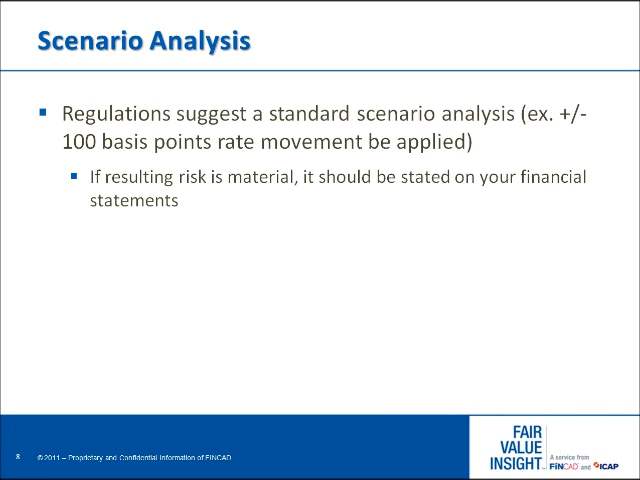 Scenario Analysis
Regulations suggest a standard scenario analysis (ex. +/-
100 basis points rate movement be applied)
If resulting risk is material, it should be stated on your financial
statements
8
© 2011 – Proprietary and Confidential Information of FINCAD
FAIR
VALUE
INSIGHT™
A service from
FINCAD and ICAP